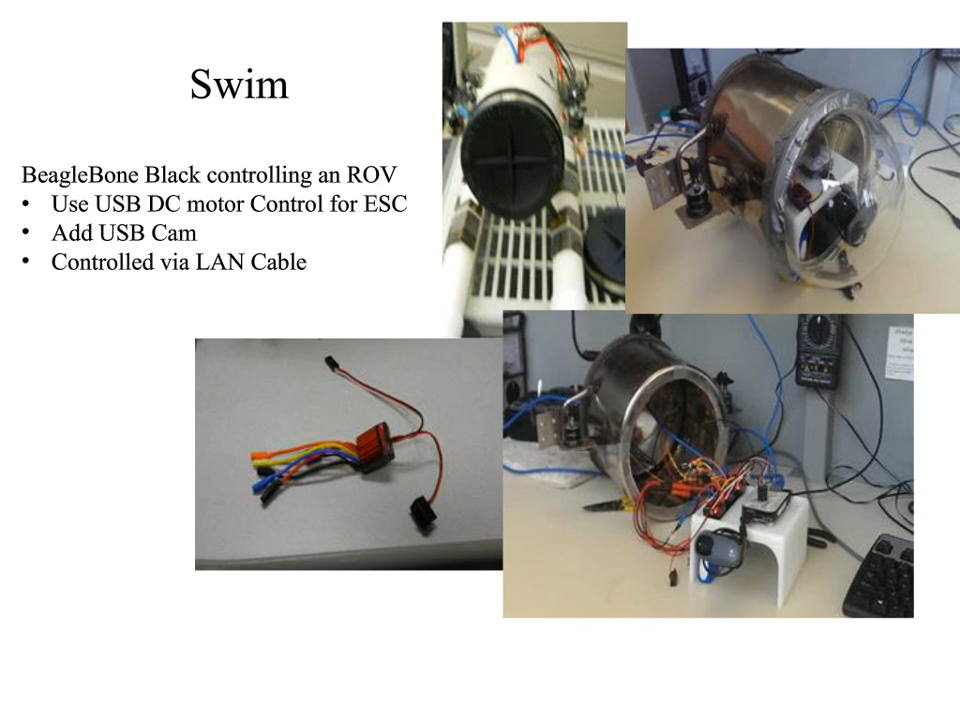 Swim
BeagleBone Black controlling an ROV
• Use USB DC motor Control for ESC
• Add USB Cam
• Controlled via LAN Cable